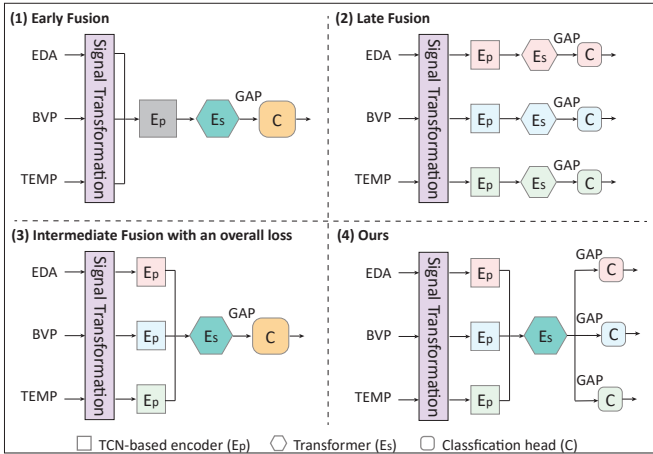 (1) Early Fusion
EDA
BVP
TEMP
Signal Transformation
Ep
Es
GAP
C
(2) Late Fusion
EDA
BVP
TEMP
Signal Transformation
Ep
Es
GAP
C
Ep
Es
GAP
C
Ep
Es
GAP
C
(3) Intermediate Fusion with an overall loss
EDA
BVP
TEMP
Signal Transformation
Ep
Ep
Ep
Es
GAP
C
(4) Ours
EDA
BVP
TEMP
Signal Transformation
Ep
Ep
Ep
Es
GAP
C
GAP
C
GAP
C
TCN-based encoder (Ep)
Transformer (Es)
Classfication head (C)